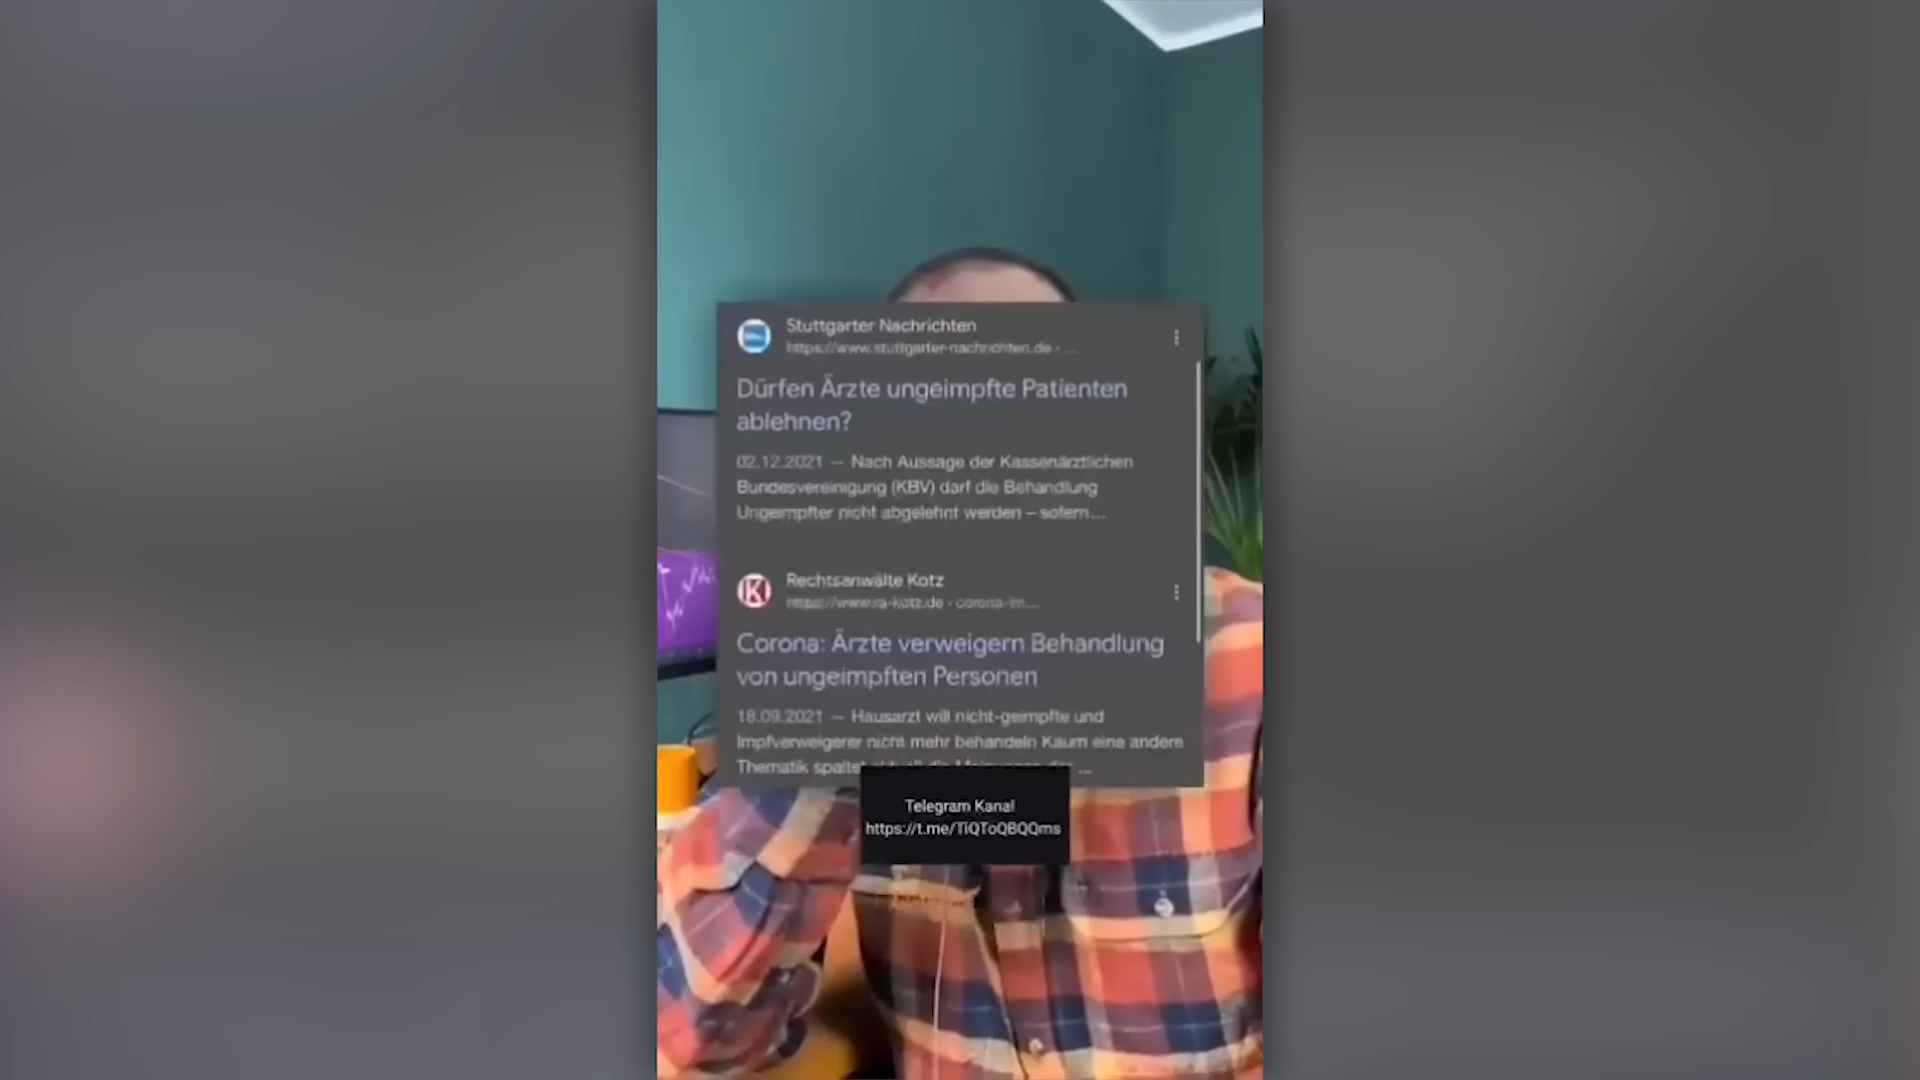 Stuttgarter Nachrichten
https://www.stuttgarter-nachrichten.de · ...
Dürfen Ärzte ungeimpfte Patienten
ablehnen?
02.12.2021 — Nach Aussage der Kassenärztlichen
Bundesvereinigung (KBV) darf die Behandlung
Ungeimpfter nicht abgelehnt werden – sofern...
Rechtsanwälte Kotz
https://www.ra-kotz.de › corona-im...
Corona: Ärzte verweigern Behandlung
von ungeimpften Personen
18.09.2021 — Hausarzt will nicht-geimpfte und
Impfverweigerer nicht mehr behandeln Kaum eine andere
Thematik spaltet ...
Telegram Kanal
https://t.me/TiQToQBQQms